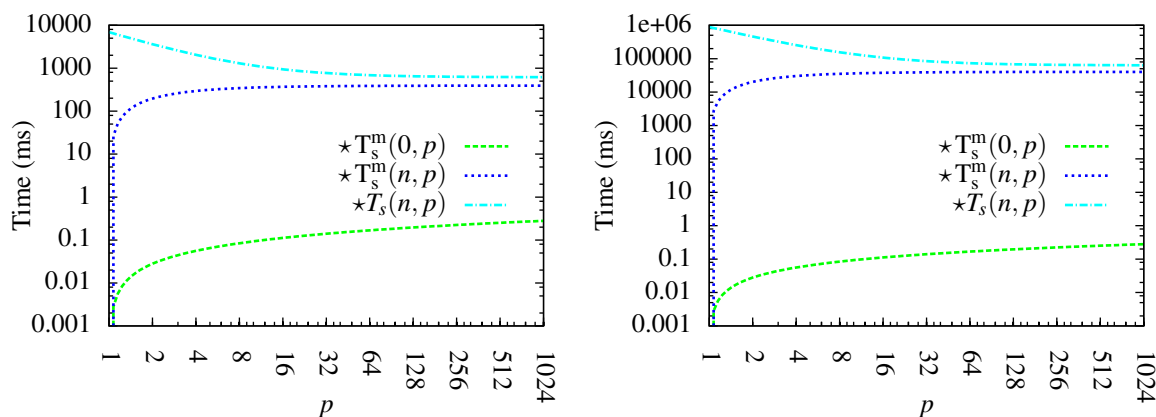 10000
1000
100
10
1
0.1
0.01
0.001
Time (ms)
⋆T_s^m(0, p)
⋆T_s^m(n, p)
⋆T_s(n, p)
1 2 4 8 16 32 64 128 256 512 1024
p
1e+06
100000
10000
1000
100
10
1
0.1
0.01
0.001
Time (ms)
⋆T_s^m(0, p)
⋆T_s^m(n, p)
⋆T_s(n, p)
1 2 4 8 16 32 64 128 256 512 1024
p